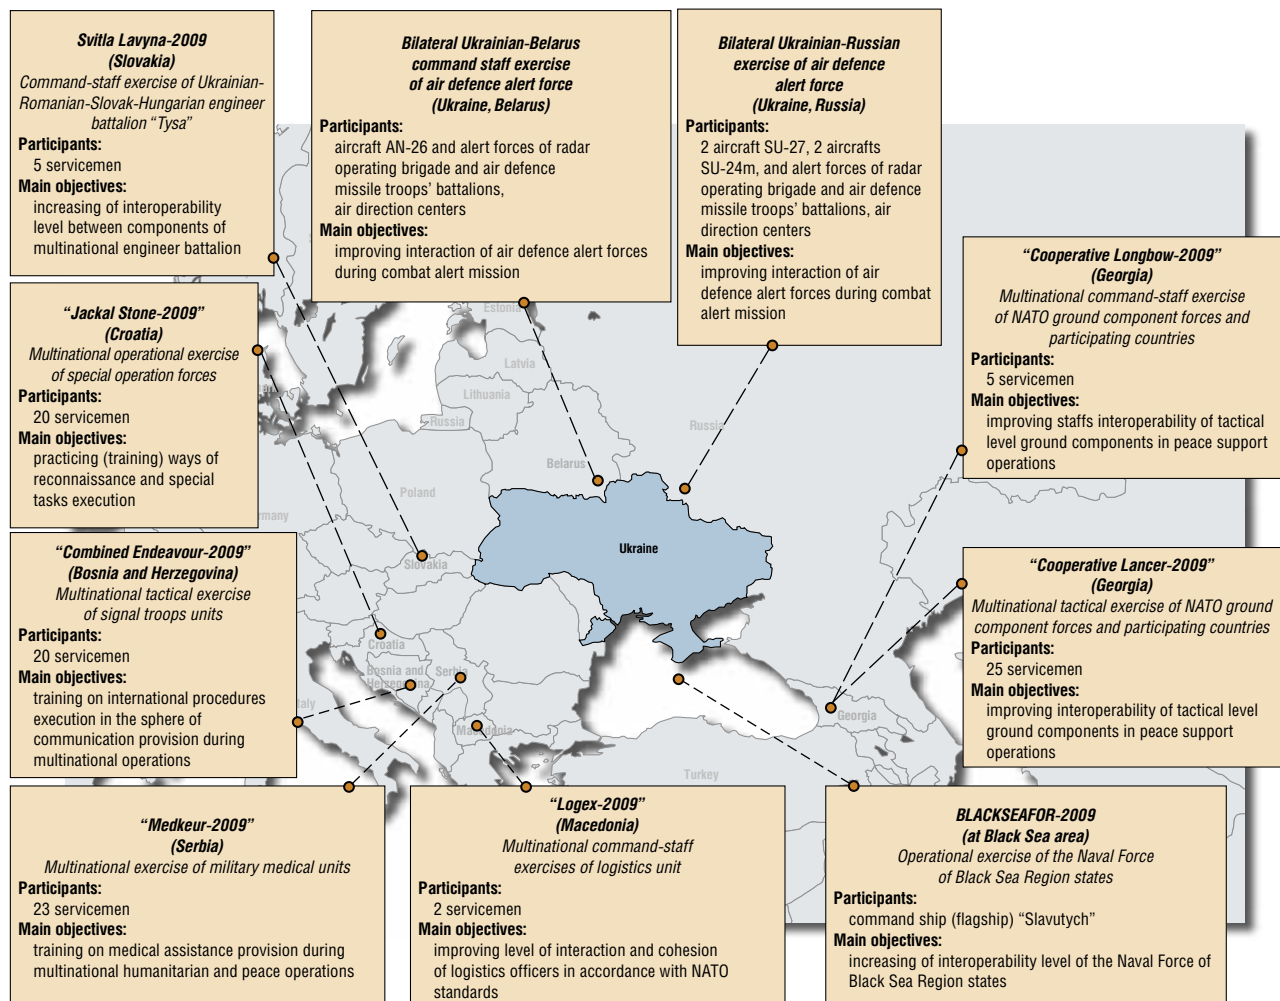 Svitla Lavyna-2009
(Slovakia)
Command-staff exercise of Ukrainian-
Romanian-Slovak-Hungarian engineer
battalion “Tysa”
Participants:
5 servicemen
Main objectives:
increasing of interoperability
level between components of
multinational engineer battalion
Bilateral Ukrainian-Belarus
command staff exercise
of air defence alert force
(Ukraine, Belarus)
Participants:
aircraft AN-26 and alert forces of radar
operating brigade and air defence
missile troops’ battalions,
air direction centers
Main objectives:
improving interaction of air defence alert forces
during combat alert mission
Bilateral Ukrainian-Russian
exercise of air defence
alert force
(Ukraine, Russia)
Participants:
2 aircraft SU-27, 2 aircrafts
SU-24m, and alert forces of radar
operating brigade and air defence
missile troops’ battalions, air
direction centers
Main objectives:
improving interaction of air
defence alert forces during combat
alert mission
“Cooperative Longbow-2009”
(Georgia)
Multinational command-staff exercise
of NATO ground component forces and
participating countries
Participants:
5 servicemen
Main objectives:
improving staffs interoperability of tactical
level ground components in peace support
operations
“Jackal Stone-2009”
(Croatia)
Multinational operational exercise
of special operation forces
Participants:
20 servicemen
Main objectives:
practicing (training) ways of
reconnaissance and special
tasks execution
Estonia
Latvia
Lithuania
Russia
Russia
Belarus
Poland
Ukraine
Slovakia
Croatia
Bosnia and
Herzegovina
Serbia
Macedonia
Georgia
Turkey
“Combined Endeavour-2009”
(Bosnia and Herzegovina)
Multinational tactical exercise
of signal troops units
Participants:
20 servicemen
Main objectives:
training on international procedures
execution in the sphere of
communication provision during
multinational operations
“Cooperative Lancer-2009”
(Georgia)
Multinational tactical exercise of NATO ground
component forces and participating countries
Participants:
25 servicemen
Main objectives:
improving interoperability of tactical level
ground components in peace support
operations
“Medkeur-2009”
(Serbia)
Multinational exercise of military medical units
Participants:
23 servicemen
Main objectives:
training on medical assistance provision during
multinational humanitarian and peace operations
“Logex-2009”
(Macedonia)
Multinational command-staff
exercises of logistics unit
Participants:
2 servicemen
Main objectives:
improving level of interaction and cohesion
of logistics officers in accordance with NATO
standards
BLACKSEAFOR-2009
(at Black Sea area)
Operational exercise of the Naval Force
of Black Sea Region states
Participants:
command ship (flagship) “Slavutych”
Main objectives:
increasing of interoperability level of the Naval Force of
Black Sea Region states